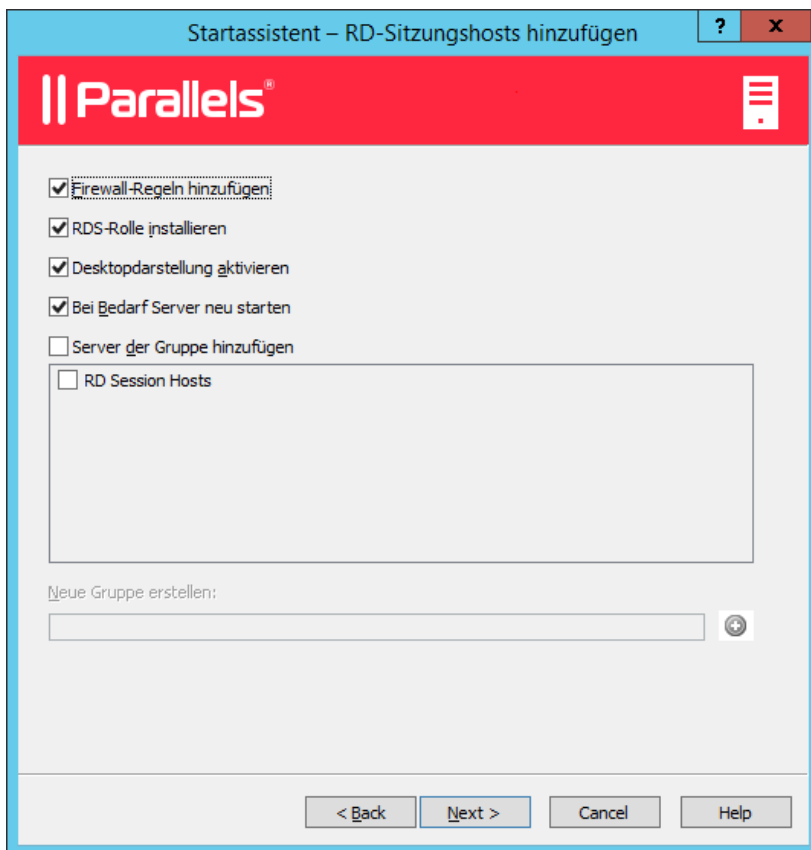 Startassistent – RD-Sitzungshosts hinzufügen
?
x
Parallels®
Firewall-Regeln hinzufügen
RDS-Rolle installieren
Desktopdarstellung aktivieren
Bei Bedarf Server neu starten
Server der Gruppe hinzufügen
RD Session Hosts
Neue Gruppe erstellen:
< Back
Next >
Cancel
Help